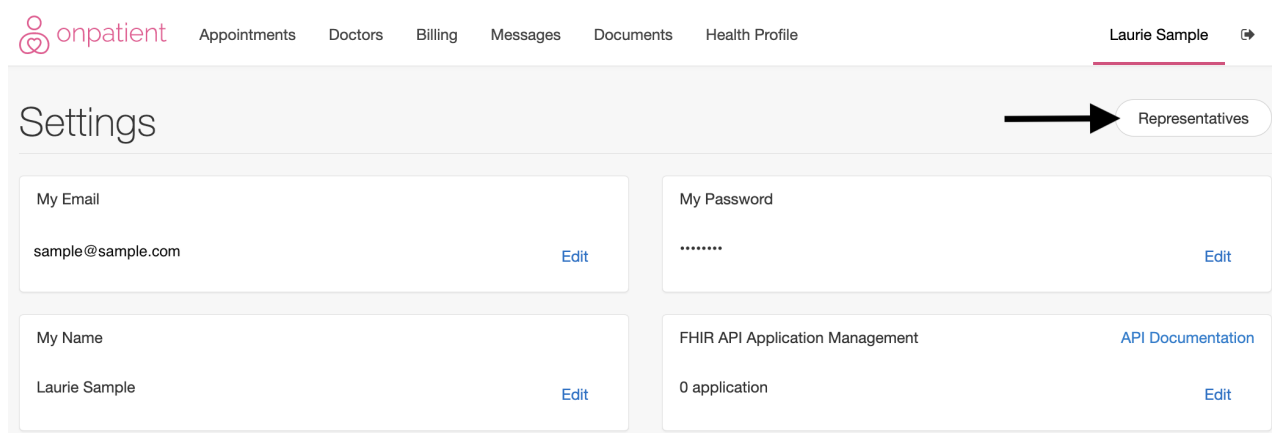 onpatient Appointments Doctors Billing Messages Documents Health Profile Laurie Sample
Settings Representatives
My Email
sample@sample.com Edit
My Password
•••••••• Edit
My Name
Laurie Sample Edit
FHIR API Application Management API Documentation
0 application Edit